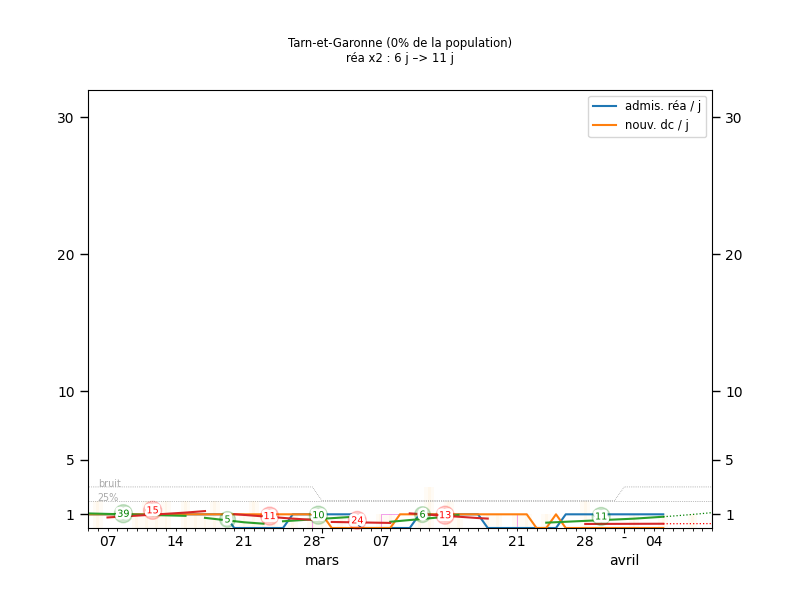 Tarn-et-Garonne (0% de la population)
réa x2 : 6 j –> 11 j
admis. réa / j
nouv. dc / j
30 30
20 20
10 10
5 5
1 1
bruit
25%
39 15 5 11 10 24 6 13 11
07 14 21 28 - 07 14 21 28 - 04
mars avril